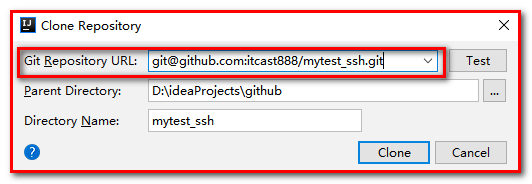 Clone Repository
Git Repository URL: git@github.com:itcast888/mytest_ssh.git Test
Parent Directory: D:\ideaProjects\github ...
Directory Name: mytest_ssh
? Clone Cancel